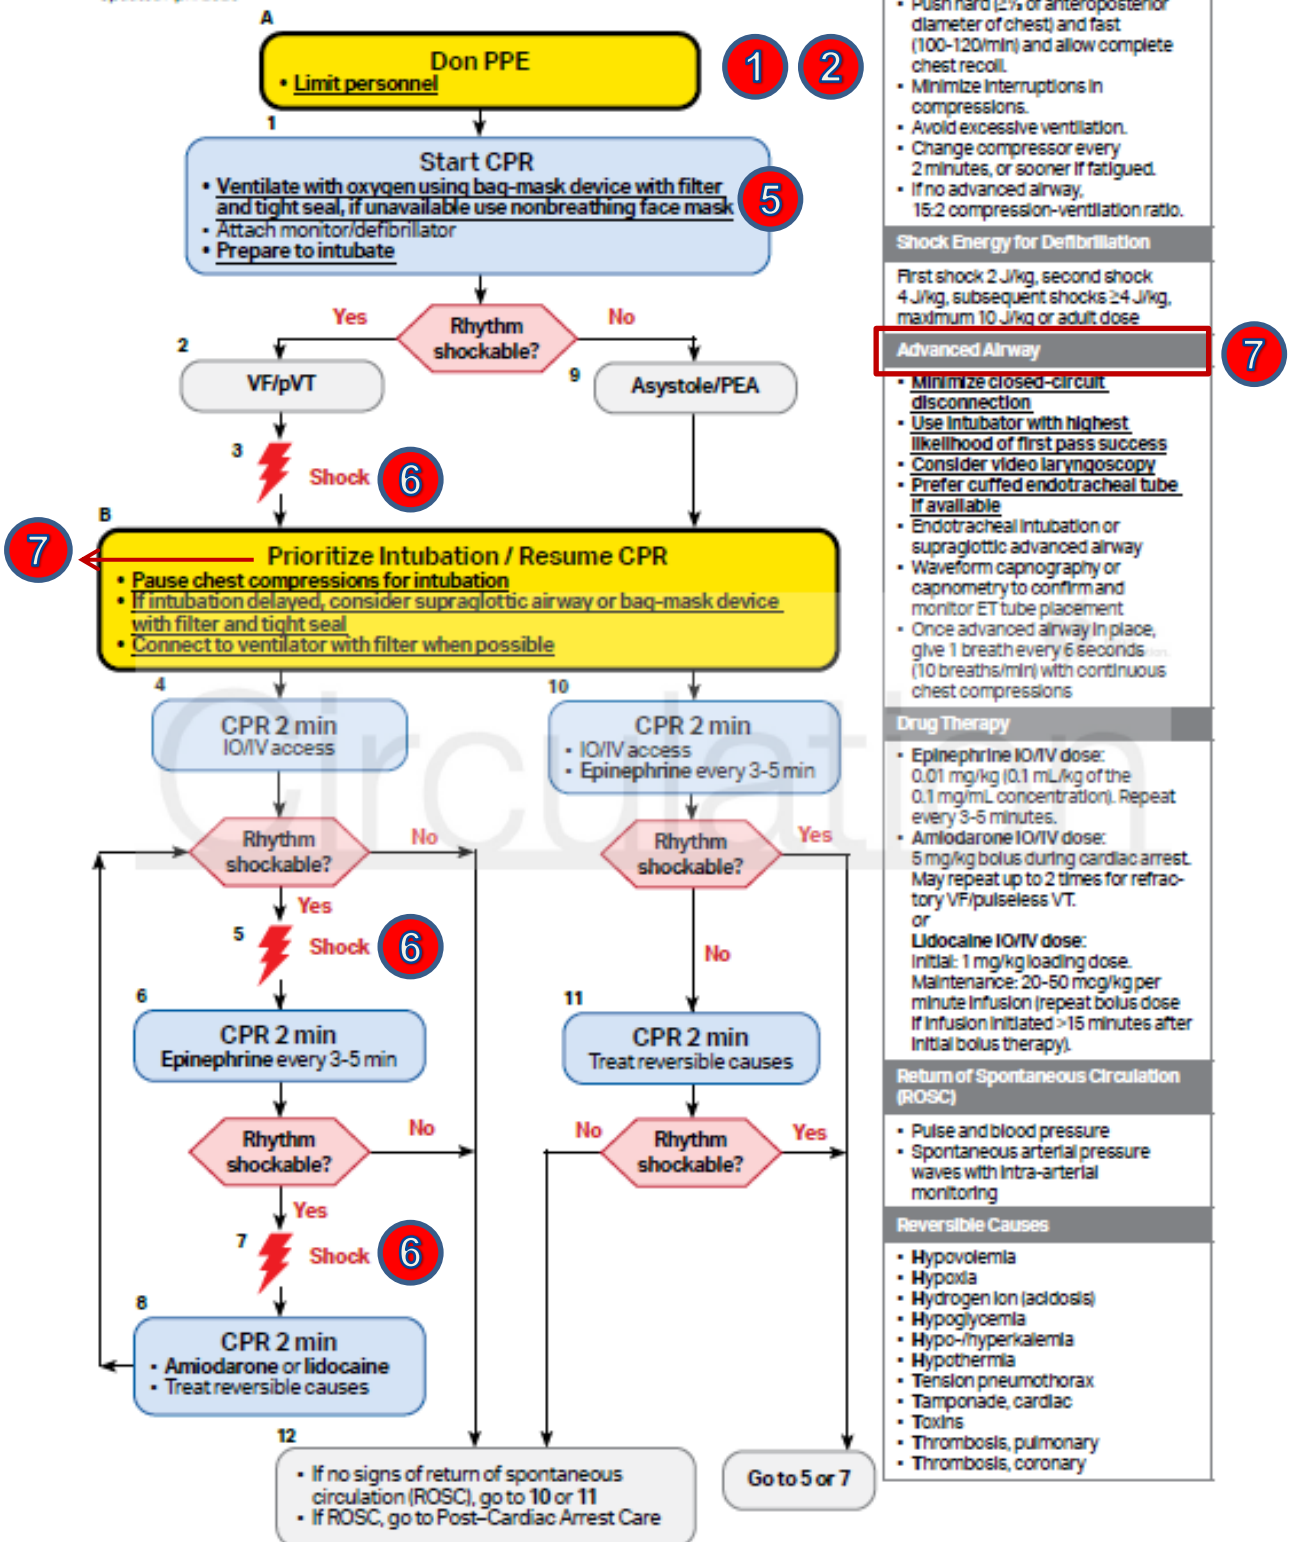 A
Don PPE
• Limit personnel
1 2
1
Start CPR
• Ventilate with oxygen using bag-mask device with filter
and tight seal, if unavailable use nonbreathing face mask
• Attach monitor/defibrillator
• Prepare to intubate
5
Yes
Rhythm
shockable?
No
2
VF/pVT
9
Asystole/PEA
3
Shock
6
B
7
Prioritize Intubation / Resume CPR
• Pause chest compressions for intubation
• If intubation delayed, consider supraglottic airway or bag-mask device
with filter and tight seal
• Connect to ventilator with filter when possible
4
CPR 2 min
IO/IV access
10
CPR 2 min
• IO/IV access
• Epinephrine every 3-5 min
Circulation
Rhythm
shockable?
No
Yes
Rhythm
shockable?
Yes
No
5
Shock
6
6
CPR 2 min
Epinephrine every 3-5 min
11
CPR 2 min
Treat reversible causes
Rhythm
shockable?
No
Yes
No
Rhythm
shockable?
Yes
7
Shock
6
8
CPR 2 min
• Amiodarone or lidocaine
• Treat reversible causes
12
• If no signs of return of spontaneous
circulation (ROSC), go to 10 or 11
• If ROSC, go to Post–Cardiac Arrest Care
Go to 5 or 7
• Push hard (≥⅓ of anteroposterior
diameter of chest) and fast
(100-120/min) and allow complete
chest recoil.
• Minimize interruptions in
compressions.
• Avoid excessive ventilation.
• Change compressor every
2 minutes, or sooner if fatigued.
• If no advanced airway,
15:2 compression-ventilation ratio.
Shock Energy for Defibrillation
First shock 2 J/kg, second shock
4 J/kg, subsequent shocks ≥4 J/kg,
maximum 10 J/kg or adult dose
Advanced Airway
7
• Minimize closed-circuit
disconnection
• Use intubator with highest
likelihood of first pass success
• Consider video laryngoscopy
• Prefer cuffed endotracheal tube
if available
• Endotracheal intubation or
supraglottic advanced airway
• Waveform capnography or
capnometry to confirm and
monitor ET tube placement
• Once advanced airway in place,
give 1 breath every 6 seconds
(10 breaths/min) with continuous
chest compressions
Drug Therapy
• Epinephrine IO/IV dose:
0.01 mg/kg (0.1 mL/kg of the
0.1 mg/mL concentration). Repeat
every 3-5 minutes.
• Amiodarone IO/IV dose:
5 mg/kg bolus during cardiac arrest.
May repeat up to 2 times for refrac-
tory VF/pulseless VT.
or
Lidocaine IO/IV dose:
Initial: 1 mg/kg loading dose.
Maintenance: 20-50 mcg/kg per
minute infusion (repeat bolus dose
if infusion initiated >15 minutes after
initial bolus therapy).
Return of Spontaneous Circulation
(ROSC)
• Pulse and blood pressure
• Spontaneous arterial pressure
waves with intra-arterial
monitoring
Reversible Causes
• Hypovolemia
• Hypoxia
• Hydrogen ion (acidosis)
• Hypoglycemia
• Hypo-/hyperkalemia
• Hypothermia
• Tension pneumothorax
• Tamponade, cardiac
• Toxins
• Thrombosis, pulmonary
• Thrombosis, coronary